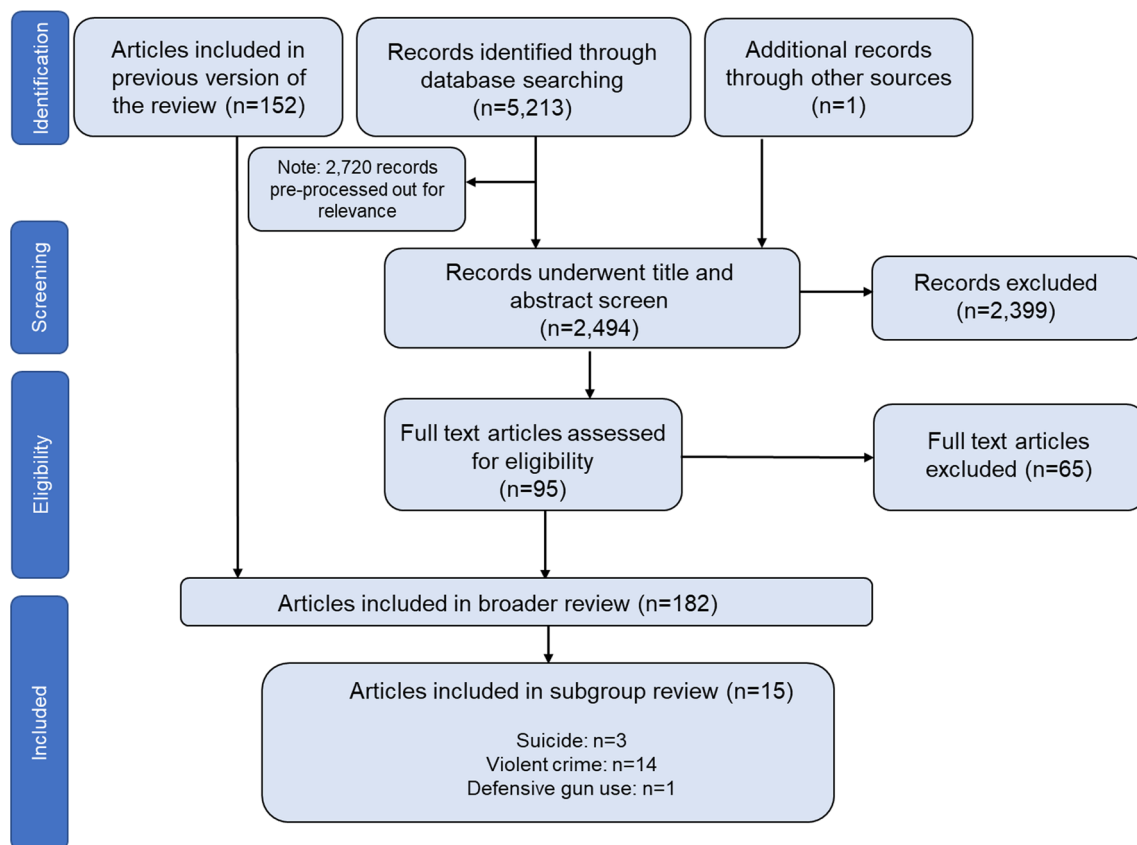 Identification
Articles included in
previous version of
the review (n=152)
Records identified through
database searching
(n=5,213)
Additional records
through other sources
(n=1)
Note: 2,720 records
pre-processed out for
relevance
Screening
Records underwent title and
abstract screen
(n=2,494)
Records excluded
(n=2,399)
Eligibility
Full text articles assessed
for eligibility
(n=95)
Full text articles
excluded (n=65)
Included
Articles included in broader review (n=182)
Articles included in subgroup review (n=15)
Suicide: n=3
Violent crime: n=14
Defensive gun use: n=1